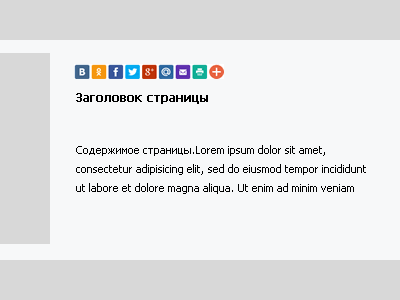 Заголовок страницы
Содержимое страницы.Lorem ipsum dolor sit amet,
consectetur adipisicing elit, sed do eiusmod tempor incididunt
ut labore et dolore magna aliqua. Ut enim ad minim veniam